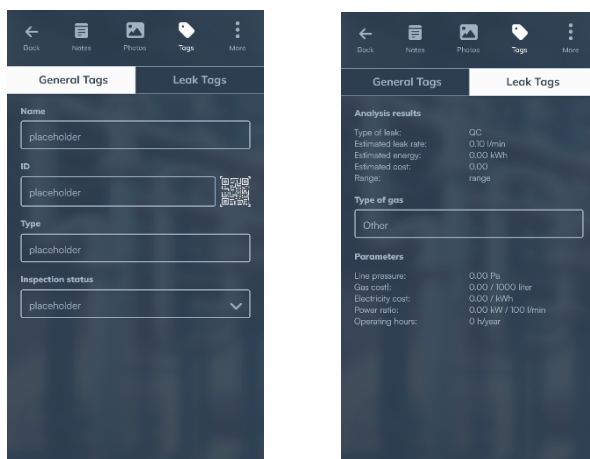 Back Notes Photos Tags More
General Tags Leak Tags
Name
placeholder
ID
placeholder
Type
placeholder
Inspection status
placeholder
Back Notes Photos Tags More
General Tags Leak Tags
Analysis results
Type of leak: QC
Estimated leak rate: 0.10 l/min
Estimated energy: 0.00 kWh
Estimated cost: 0.00
Range: range
Type of gas
Other
Parameters
Line pressure: 0.00 Pa
Gas costl: 0.00 / 1000 liter
Electricity cost: 0.00 / kWh
Power ratio: 0.00 kW / 100 l/min
Operating hours: 0 h/year